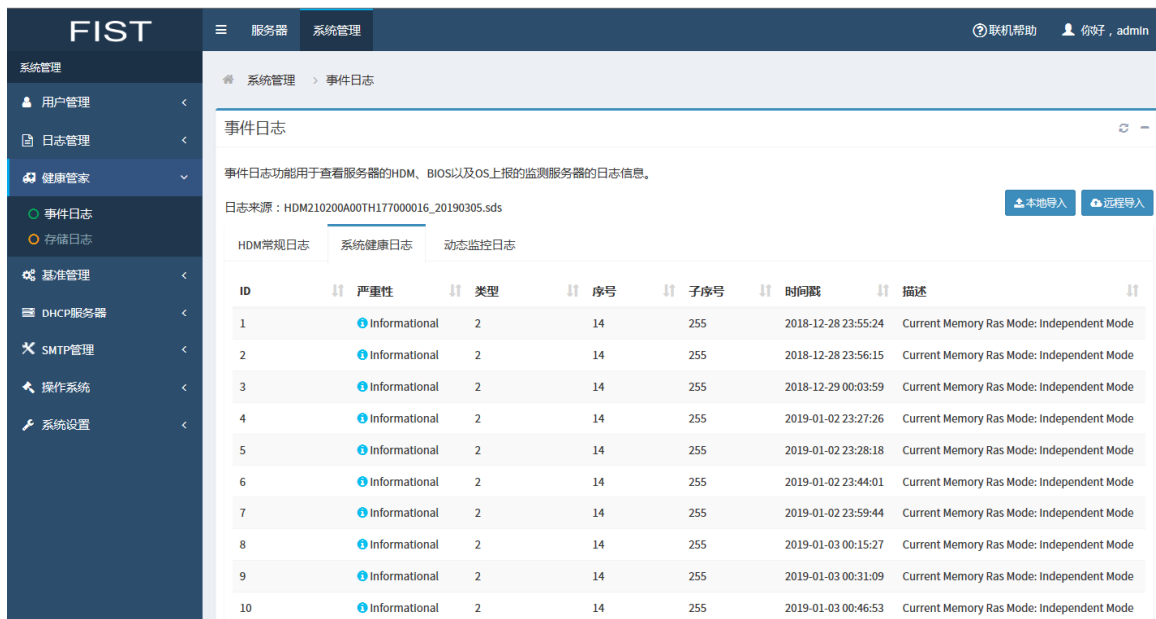 FIST
服务器 系统管理
联机帮助 你好，admin
系统管理
用户管理
日志管理
健康管家
事件日志
存储日志
基准管理
DHCP服务器
SMTP管理
操作系统
系统设置
系统管理 > 事件日志
事件日志
事件日志功能用于查看服务器的HDM、BIOS以及OS上报的监测服务器的日志信息。
日志来源：HDM210200A00TH177000016_20190305.sds
本地导入 远程导入
HDM常规日志 系统健康日志 动态监控日志
ID 严重性 类型 序号 子序号 时间戳 描述
1 Informational 2 14 255 2018-12-28 23:55:24 Current Memory Ras Mode: Independent Mode
2 Informational 2 14 255 2018-12-28 23:56:15 Current Memory Ras Mode: Independent Mode
3 Informational 2 14 255 2018-12-29 00:03:59 Current Memory Ras Mode: Independent Mode
4 Informational 2 14 255 2019-01-02 23:27:26 Current Memory Ras Mode: Independent Mode
5 Informational 2 14 255 2019-01-02 23:28:18 Current Memory Ras Mode: Independent Mode
6 Informational 2 14 255 2019-01-02 23:44:01 Current Memory Ras Mode: Independent Mode
7 Informational 2 14 255 2019-01-02 23:59:44 Current Memory Ras Mode: Independent Mode
8 Informational 2 14 255 2019-01-03 00:15:27 Current Memory Ras Mode: Independent Mode
9 Informational 2 14 255 2019-01-03 00:31:09 Current Memory Ras Mode: Independent Mode
10 Informational 2 14 255 2019-01-03 00:46:53 Current Memory Ras Mode: Independent Mode